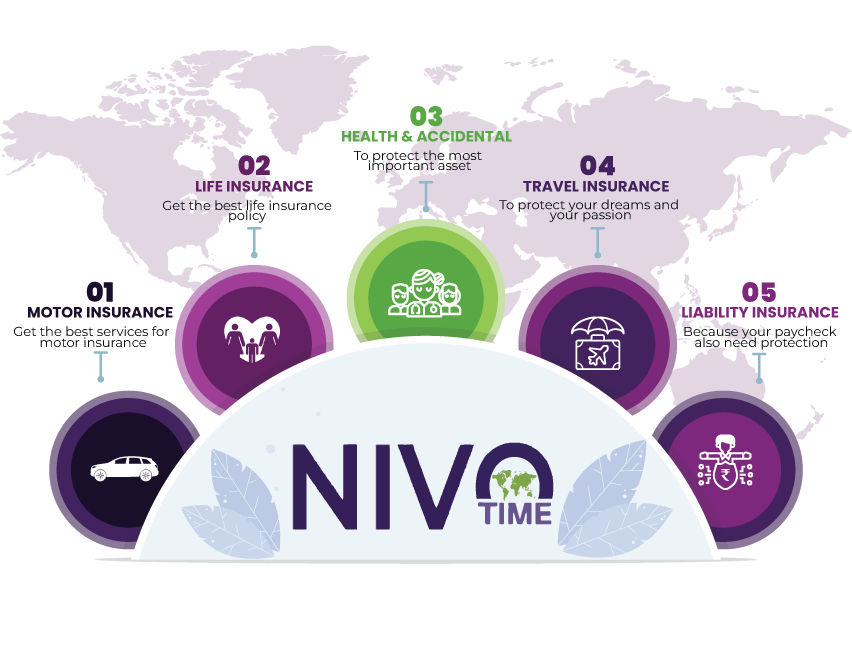 03
HEALTH & ACCIDENTAL
To protect the most
important asset
02
LIFE INSURANCE
Get the best life insurance
policy
04
TRAVEL INSURANCE
To protect your dreams and
your passion
01
MOTOR INSURANCE
Get the best services for
motor insurance
05
LIABILITY INSURANCE
Because your paycheck
also need protection
₹
NIVO
TIME